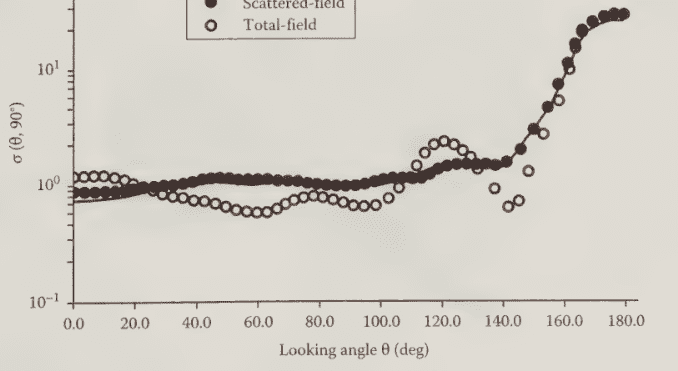 Scattered-field
Total-field
10¹
10⁰
10⁻¹
σ (θ, 90°)
0.0 20.0 40.0 60.0 80.0 100.0 120.0 140.0 160.0 180.0
Looking angle θ (deg)